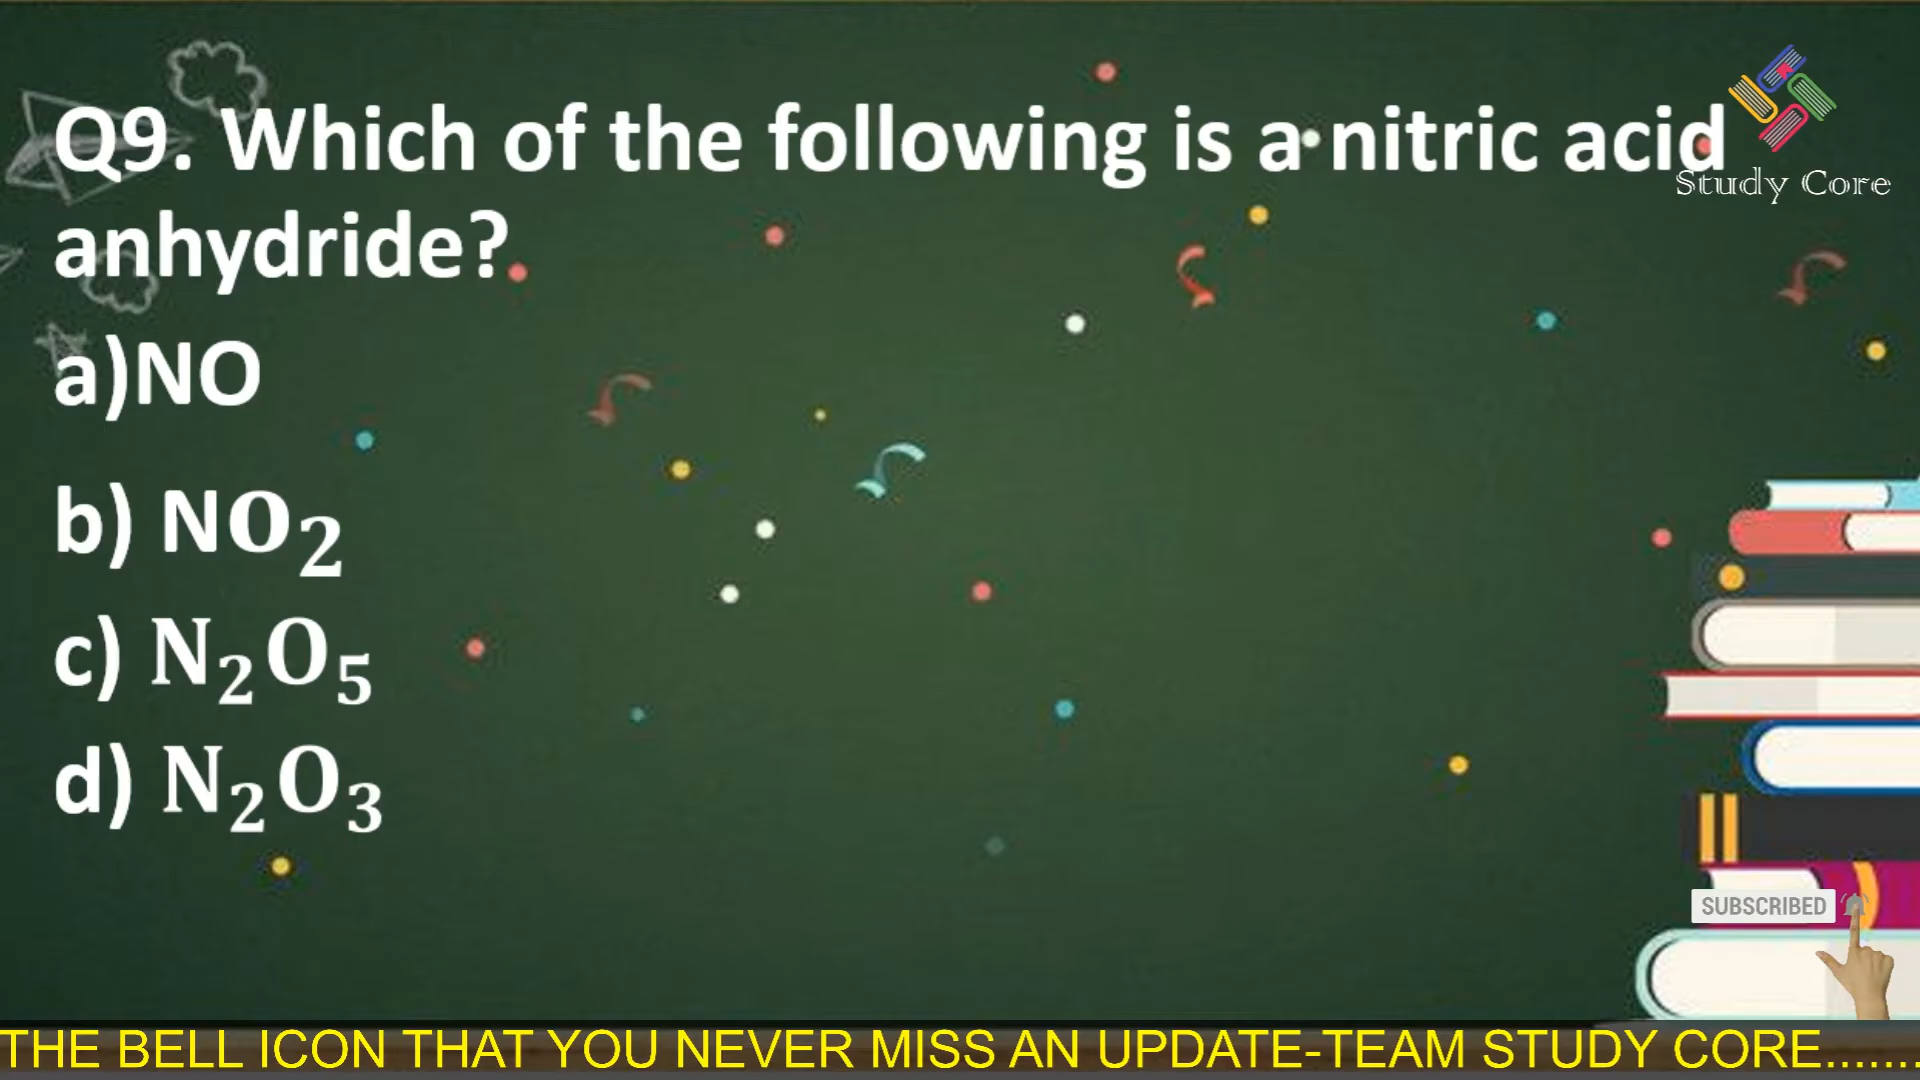 Q9. Which of the following is a nitric acid
Study Core
anhydride?
a)NO
b) NO₂
c) N₂O₅
d) N₂O₃
SUBSCRIBED
THE BELL ICON THAT YOU NEVER MISS AN UPDATE-TEAM STUDY CORE.......